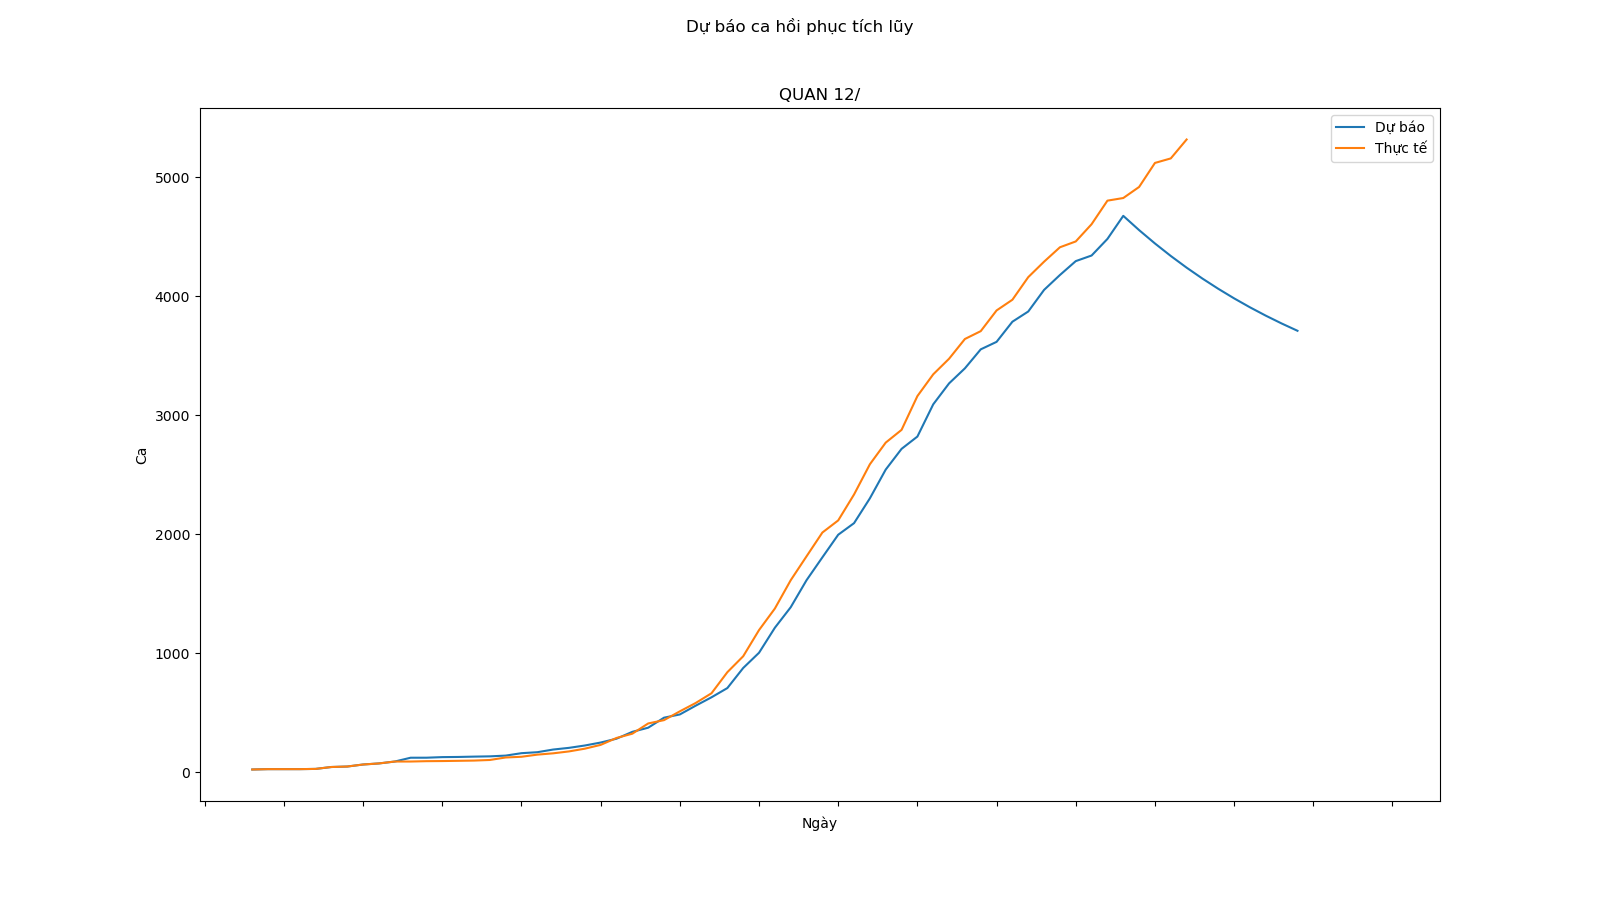 Dự báo ca hồi phục tích lũy
QUAN 12/
Dự báo
Thực tế
5000
4000
3000
2000
1000
0
Ca
Ngày